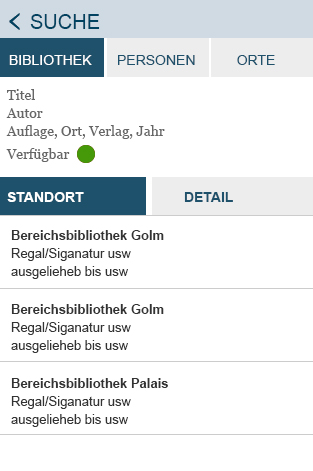 SUCHE
BIBLIOTHEK PERSONEN ORTE
Titel
Autor
Auflage, Ort, Verlag, Jahr
Verfügbar
STANDORT DETAIL
Bereichsbibliothek Golm
Regal/Siganatur usw
ausgelieheb bis usw
Bereichsbibliothek Golm
Regal/Siganatur usw
ausgelieheb bis usw
Bereichsbibliothek Palais
Regal/Siganatur usw
ausgelieheb bis usw